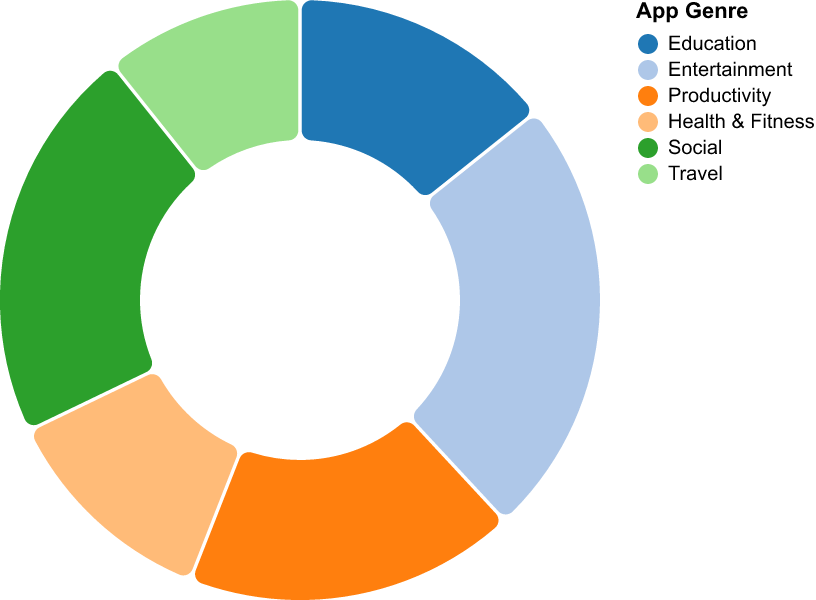 App Genre
Education
Entertainment
Productivity
Health & Fitness
Social
Travel